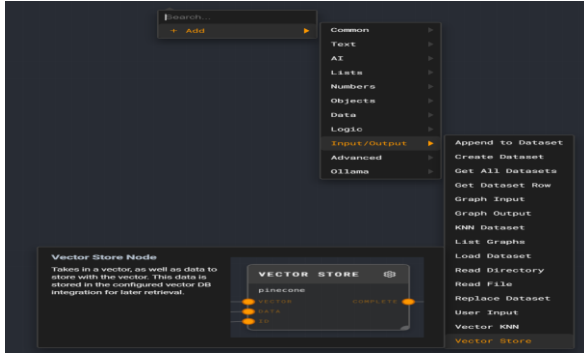 Search...
+ Add
Common
Text
AI
Lists
Numbers
Objects
Data
Logic
Input/Output
Advanced
Ollama
Append to Dataset
Create Dataset
Get All Datasets
Get Dataset Row
Graph Input
Graph Output
KNN Dataset
List Graphs
Load Dataset
Read Directory
Read File
Replace Dataset
User Input
Vector KNN
Vector Store
Vector Store Node
Takes in a vector, as well as data to
store with the vector. This data is
stored in the configured vector DB
integration for later retrieval.
VECTOR STORE
pinecone
VECTOR
COMPLETE
DATA
ID